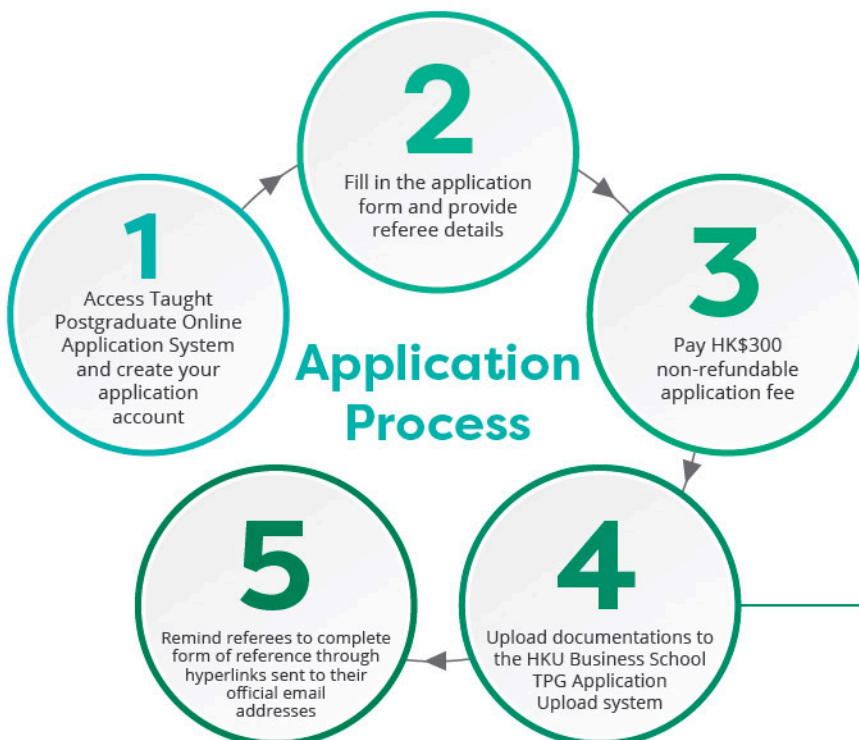 Application
Process
1
Access Taught
Postgraduate Online
Application System
and create your
application
account
2
Fill in the application
form and provide
referee details
3
Pay HK$300
non-refundable
application fee
4
Upload documentations to
the HKU Business School
TPG Application
Upload system
5
Remind referees to complete
form of reference through
hyperlinks sent to their
official email
addresses